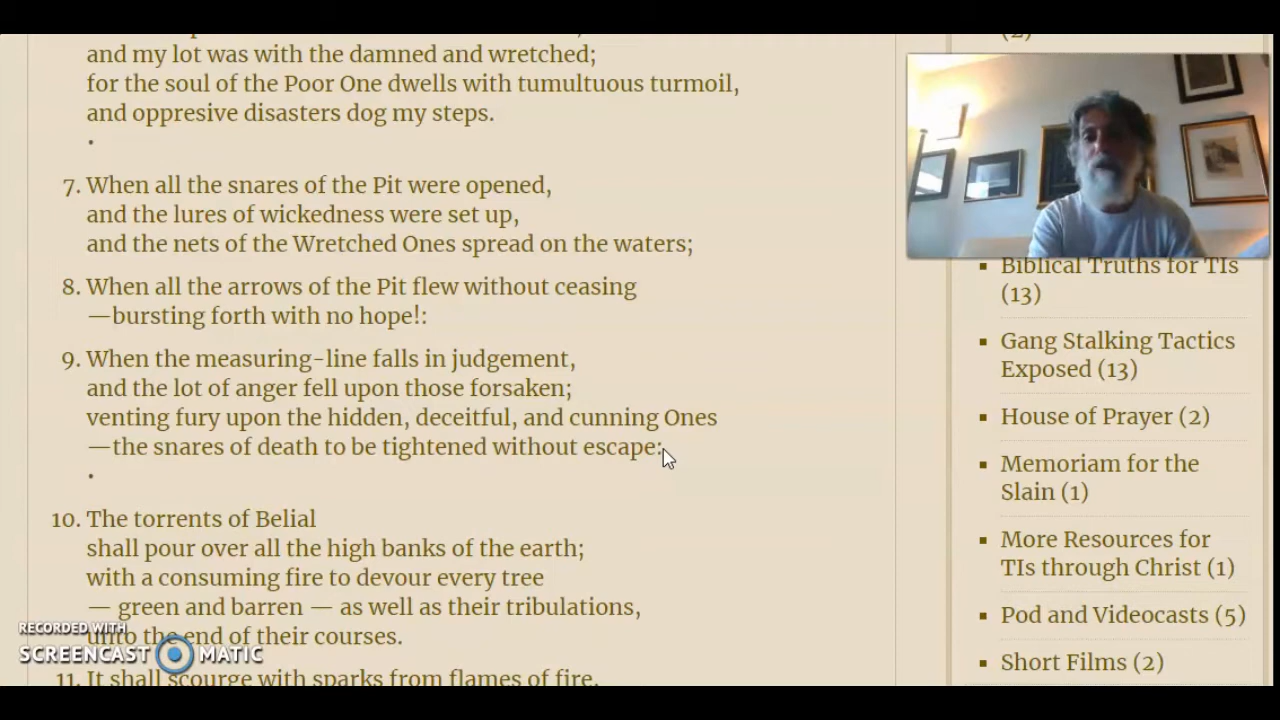 and my lot was with the damned and wretched;
for the soul of the Poor One dwells with tumultuous turmoil,
and oppresive disasters dog my steps.
•
7. When all the snares of the Pit were opened,
and the lures of wickedness were set up,
and the nets of the Wretched Ones spread on the waters;
8. When all the arrows of the Pit flew without ceasing
—bursting forth with no hope!:
9. When the measuring-line falls in judgement,
and the lot of anger fell upon those forsaken;
venting fury upon the hidden, deceitful, and cunning Ones
—the snares of death to be tightened without escape:
•
10. The torrents of Belial
shall pour over all the high banks of the earth;
with a consuming fire to devour every tree
— green and barren — as well as their tribulations,
unto the end of their courses.
11. It shall scourge with sparks from flames of fire,
(2)
Biblical Truths for TIs
(13)
Gang Stalking Tactics
Exposed (13)
House of Prayer (2)
Memoriam for the
Slain (1)
More Resources for
TIs through Christ (1)
Pod and Videocasts (5)
Short Films (2)
RECORDED WITH
SCREENCAST MATIC